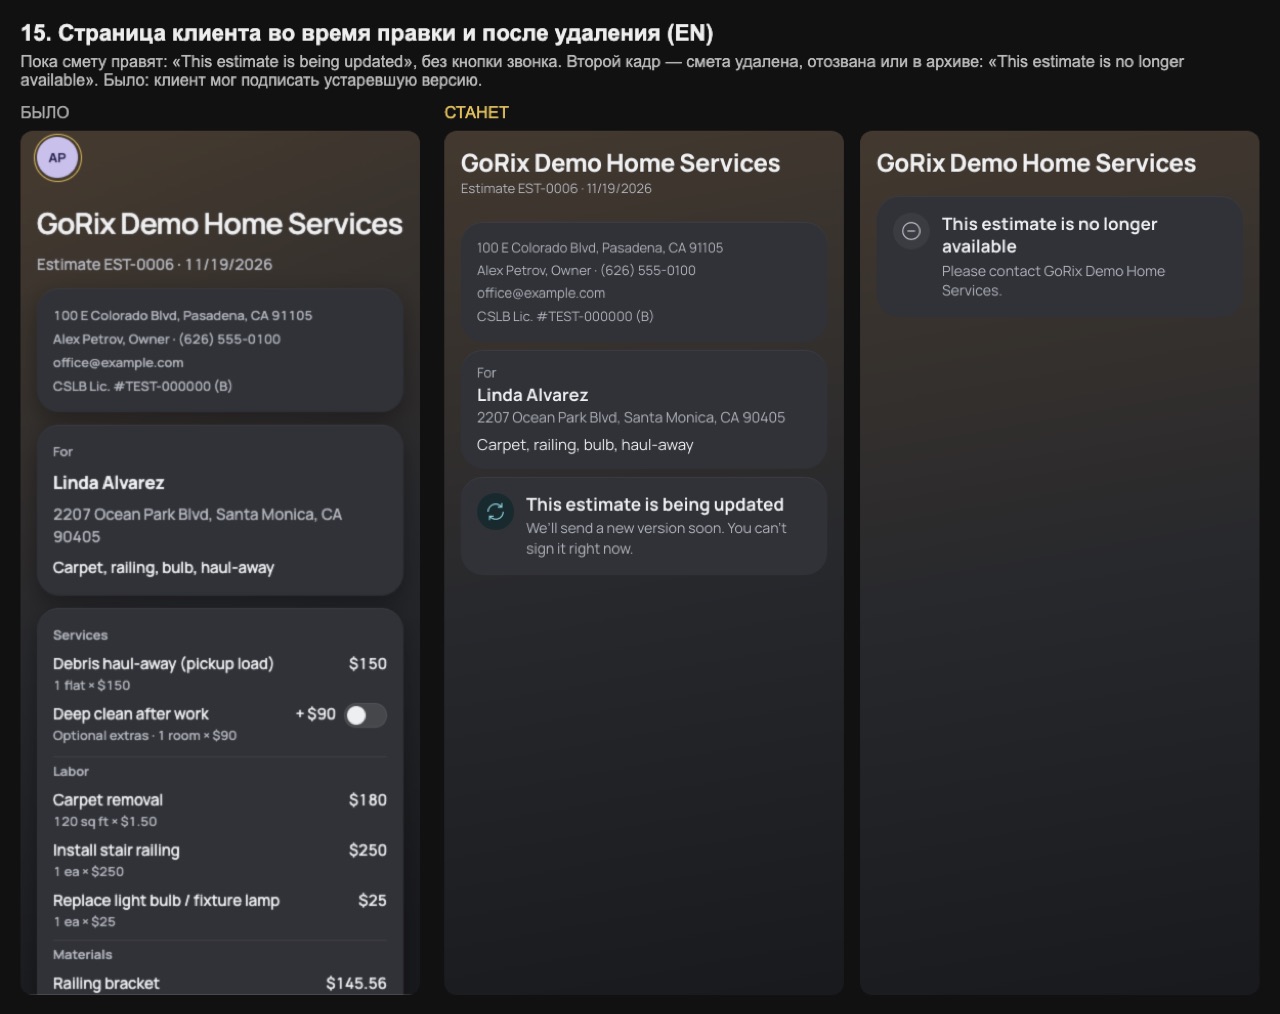 15. Страница клиента во время правки и после удаления (EN)
Пока смету правят: «This estimate is being updated», без кнопки звонка. Второй кадр — смета удалена, отозвана или в архиве: «This estimate is no longer
available». Было: клиент мог подписать устаревшую версию.
БЫЛО
AP
GoRix Demo Home Services
Estimate EST-0006 · 11/19/2026
100 E Colorado Blvd, Pasadena, CA 91105
Alex Petrov, Owner · (626) 555-0100
office@example.com
CSLB Lic. #TEST-000000 (B)
For
Linda Alvarez
2207 Ocean Park Blvd, Santa Monica, CA
90405
Carpet, railing, bulb, haul-away
Services
Debris haul-away (pickup load) $150
1 flat × $150
Deep clean after work + $90
Optional extras · 1 room × $90
Labor
Carpet removal $180
120 sq ft × $1.50
Install stair railing $250
1 ea × $250
Replace light bulb / fixture lamp $25
1 ea × $25
Materials
Railing bracket $145.56
СТАНЕТ
GoRix Demo Home Services
Estimate EST-0006 · 11/19/2026
100 E Colorado Blvd, Pasadena, CA 91105
Alex Petrov, Owner · (626) 555-0100
office@example.com
CSLB Lic. #TEST-000000 (B)
For
Linda Alvarez
2207 Ocean Park Blvd, Santa Monica, CA 90405
Carpet, railing, bulb, haul-away
This estimate is being updated
We'll send a new version soon. You can't
sign it right now.
GoRix Demo Home Services
This estimate is no longer
available
Please contact GoRix Demo Home
Services.